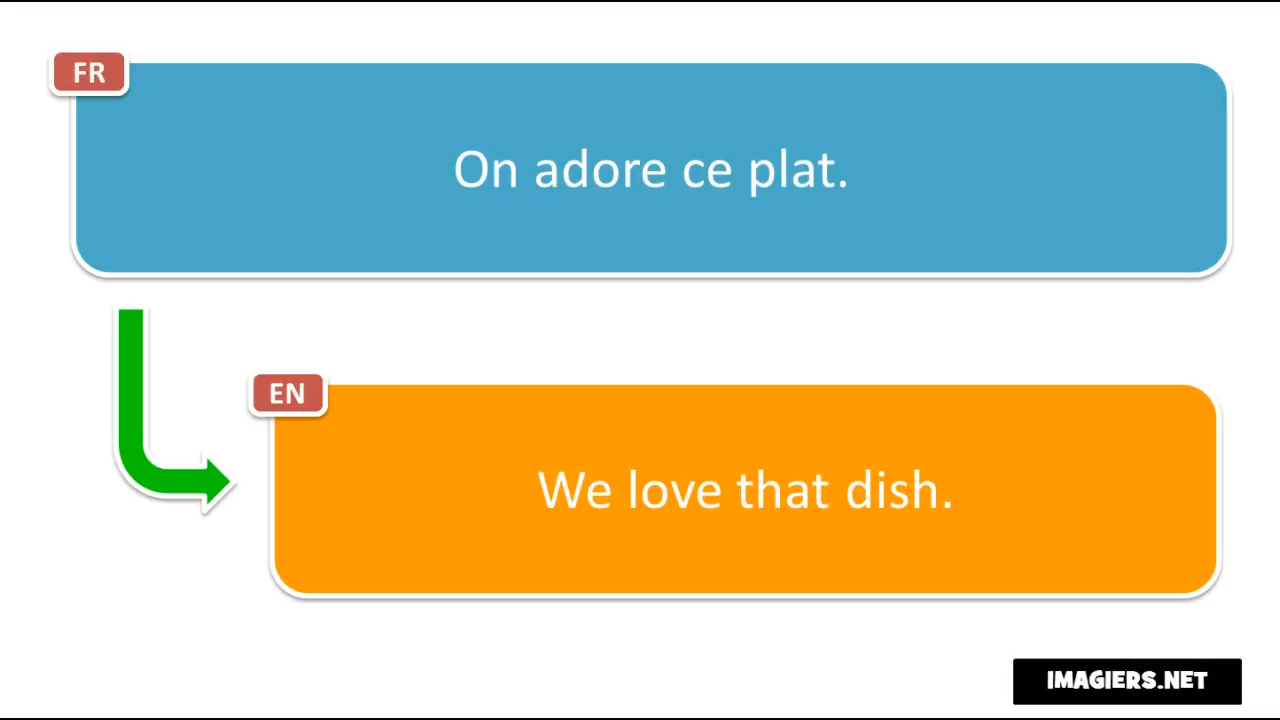 FR
On adore ce plat.
EN
We love that dish.
IMAGIERS.NET